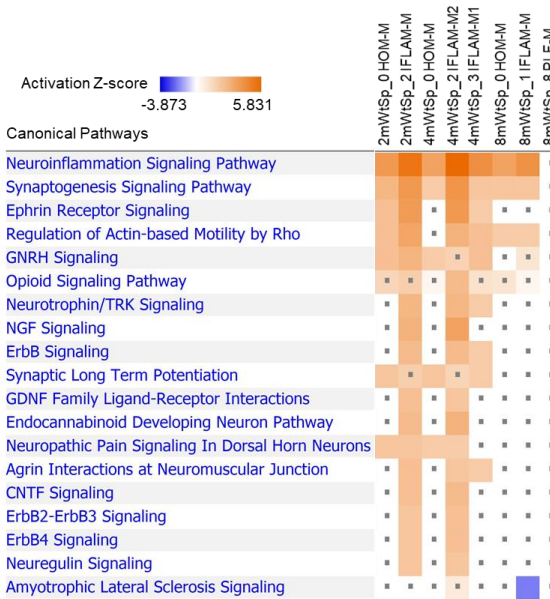 Activation Z-score
-3.873 5.831
2mWtSp_0 HOM-M
2mWtSp_2 IFLAM-M
4mWtSp_0 HOM-M
4mWtSp_2 IFLAM-M2
4mWtSp_3 IFLAM-M1
8mWtSp_0 HOM-M
8mWtSp_1 IFLAM-M
Canonical Pathways
Neuroinflammation Signaling Pathway
Synaptogenesis Signaling Pathway
Ephrin Receptor Signaling
Regulation of Actin-based Motility by Rho
GNRH Signaling
Opioid Signaling Pathway
Neurotrophin/TRK Signaling
NGF Signaling
ErbB Signaling
Synaptic Long Term Potentiation
GDNF Family Ligand-Receptor Interactions
Endocannabinoid Developing Neuron Pathway
Neuropathic Pain Signaling In Dorsal Horn Neurons
Agrin Interactions at Neuromuscular Junction
CNTF Signaling
ErbB2-ErbB3 Signaling
ErbB4 Signaling
Neuregulin Signaling
Amyotrophic Lateral Sclerosis Signaling